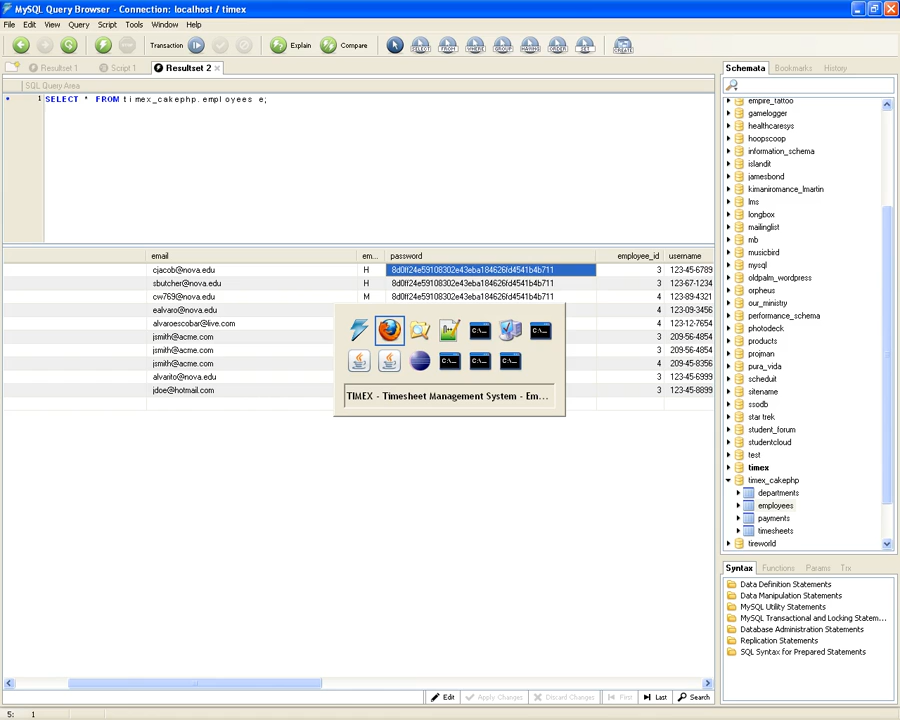 MySQL Query Browser - Connection: localhost / timex
File Edit View Query Script Tools Window Help
Transaction Explain Compare SELECT FROM WHERE GROUP HAVING ORDER SET CREATE
Resultset 1 Script 1 Resultset 2
SQL Query Area
1 SELECT * FROM timex_cakephp.employees e;
email em... password employee_id username
cjacob@nova.edu H 8d0ff24e59108302e43eba184626fd4541b4b711 3 123-45-6789
sbutcher@nova.edu H 8d0ff24e59108302e43eba184626fd4541b4b711 3 123-67-1234
cw769@nova.edu M 8d0ff24e59108302e43eba184626fd4541b4b711 4 123-89-4321
ealvaro@nova.edu 4 123-09-3456
alvaroescobar@live.com 4 123-12-7654
jsmith@acme.com 3 209-56-4854
jsmith@acme.com 3 209-56-4854
jsmith@acme.com 4 209-45-8356
alvarito@nova.edu 3 123-45-6999
jdoe@hotmail.com 3 123-45-8899
TIMEX - Timesheet Management System - Em...
Schemata Bookmarks History
empire_tattoo
gamelogger
healthcaresys
hoopscoop
information_schema
islandit
jamesbond
kimaniromance_lmartin
lms
longbox
mailinglist
mb
musicbird
mysql
oldpalm_wordpress
orpheus
our_ministry
performance_schema
photodeck
products
projman
pura_vida
scheduit
sitename
ssodb
star trek
student_forum
studentcloud
test
timex
timex_cakephp
departments
employees
payments
timesheets
tireworld
Syntax Functions Params Trx
Data Definition Statements
Data Manipulation Statements
MySQL Utility Statements
MySQL Transactional and Locking Statem...
Database Administration Statements
Replication Statements
SQL Syntax for Prepared Statements
Edit Apply Changes Discard Changes First Last Search
5: 1